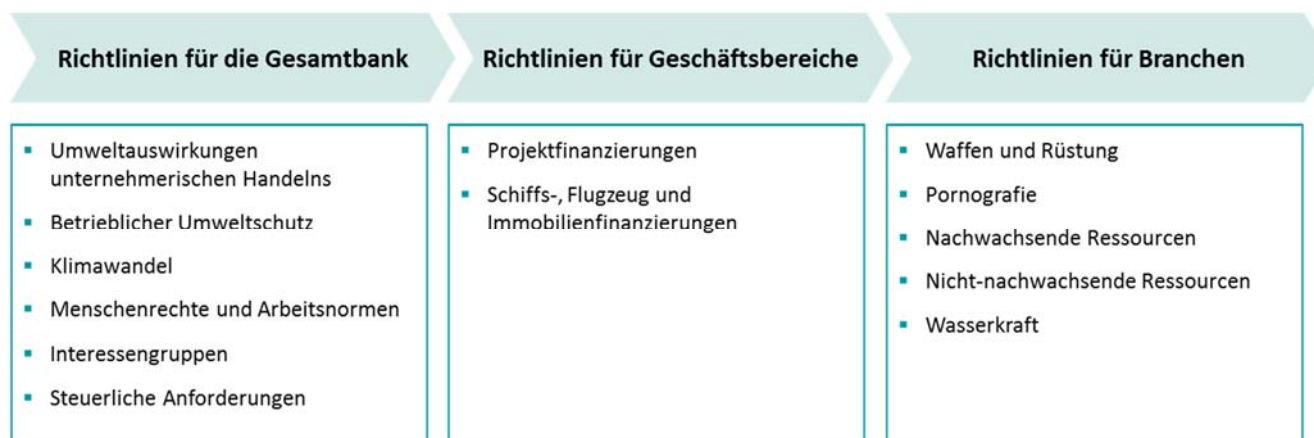 Richtlinien für die Gesamtbank
Umweltauswirkungen
unternehmerischen Handelns
Betrieblicher Umweltschutz
Klimawandel
Menschenrechte und Arbeitsnormen
Interessengruppen
Steuerliche Anforderungen
Richtlinien für Geschäftsbereiche
Projektfinanzierungen
Schiffs-, Flugzeug und
Immobilienfinanzierungen
Richtlinien für Branchen
Waffen und Rüstung
Pornografie
Nachwachsende Ressourcen
Nicht-nachwachsende Ressourcen
Wasserkraft